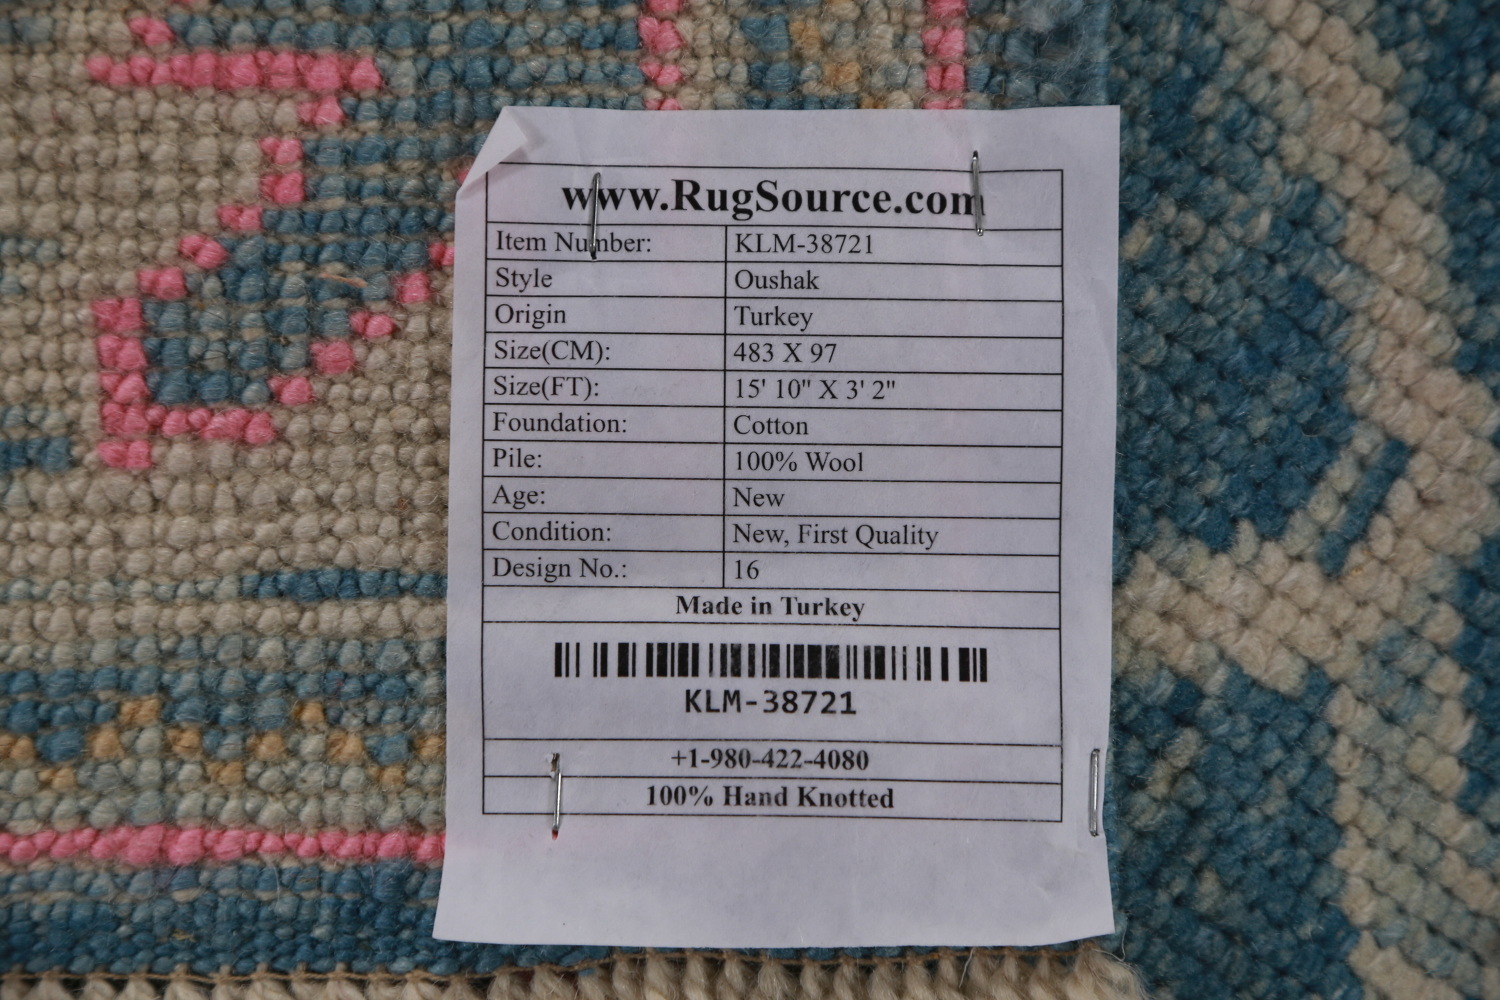 www.RugSource.com
Item Number: KLM-38721
Style Oushak
Origin Turkey
Size(CM): 483 X 97
Size(FT): 15' 10" X 3' 2"
Foundation: Cotton
Pile: 100% Wool
Age: New
Condition: New, First Quality
Design No.: 16
Made in Turkey
KLM-38721
+1-980-422-4080
100% Hand Knotted